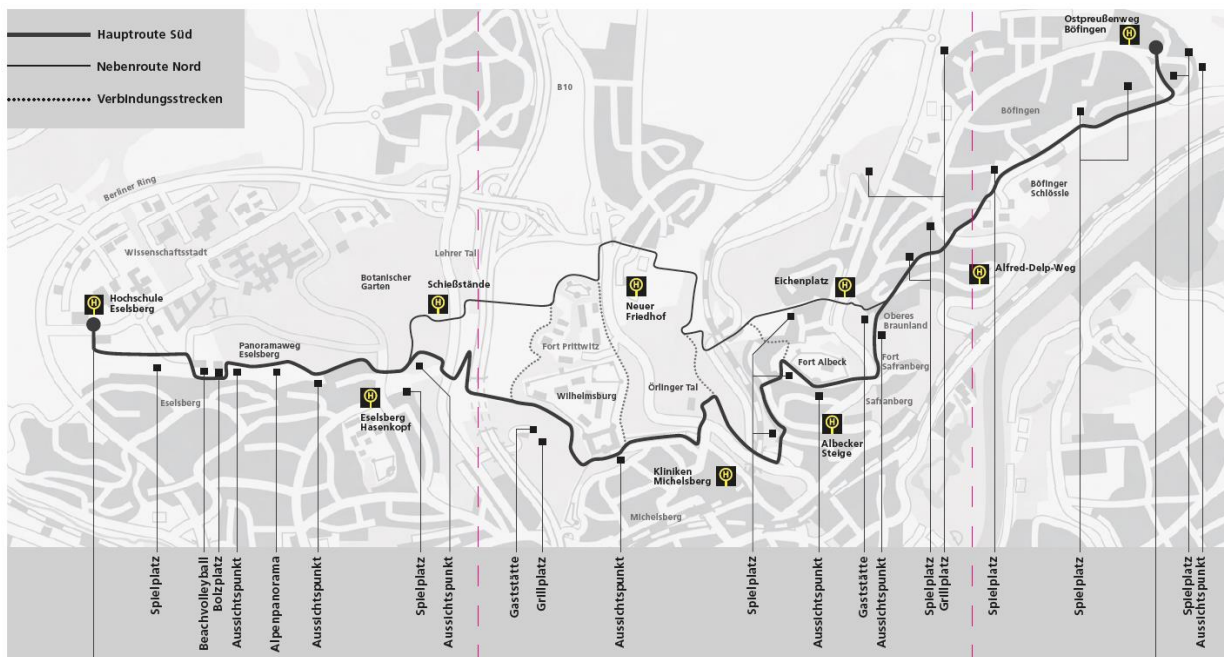 Hauptroute Süd
Nebenroute Nord
Verbindungsstrecken
Ostpreußenweg
Böfingen
H
B10
Böfingen
Böfinger
Schlössle
Berliner Ring
Wissenschaftsstadt
Lehrer Tal
Botanischer
Garten
Schießstände
H
H
Hochschule
Eselsberg
Neuer
Friedhof
H
Eichenplatz
H
Alfred-Delp-Weg
H
Oberes
Braunland
Panoramaweg
Eselsberg
Fort Prittwitz
Fort Albeck
Fort
Safranberg
Eselsberg
Eselsberg
Hasenkopf
H
Wilhelmsburg
Örlinger Tal
Safranberg
Albecker
Steige
H
Kliniken
Michelsberg
H
Michelsberg
Spielplatz
Beachvolleyball
Bolzplatz
Aussichtspunkt
Alpenpanorama
Aussichtspunkt
Spielplatz
Aussichtspunkt
Gaststätte
Grillplatz
Aussichtspunkt
Spielplatz
Aussichtspunkt
Gaststätte
Aussichtspunkt
Spielplatz
Grillplatz
Spielplatz
Spielplatz
Spielplatz
Aussichtspunkt